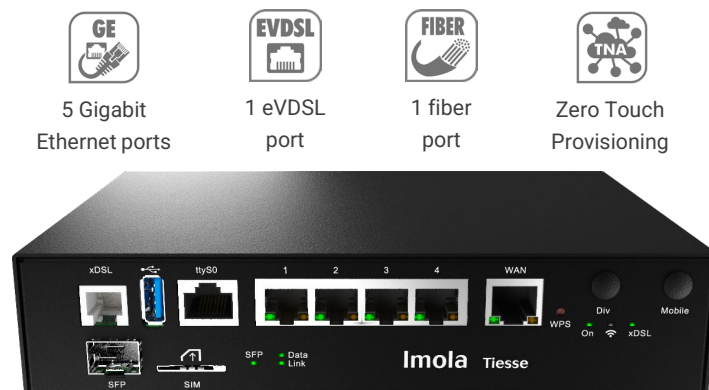 GE
EVDSL
FIBER
TNA
5 Gigabit
Ethernet ports
1 eVDSL
port
1 fiber
port
Zero Touch
Provisioning
xDSL
ttyS0
1
2
3
4
WAN
WPS
Div
Mobile
On
xDSL
SFP
SIM
SFP
Data
Link
Imola Tiesse